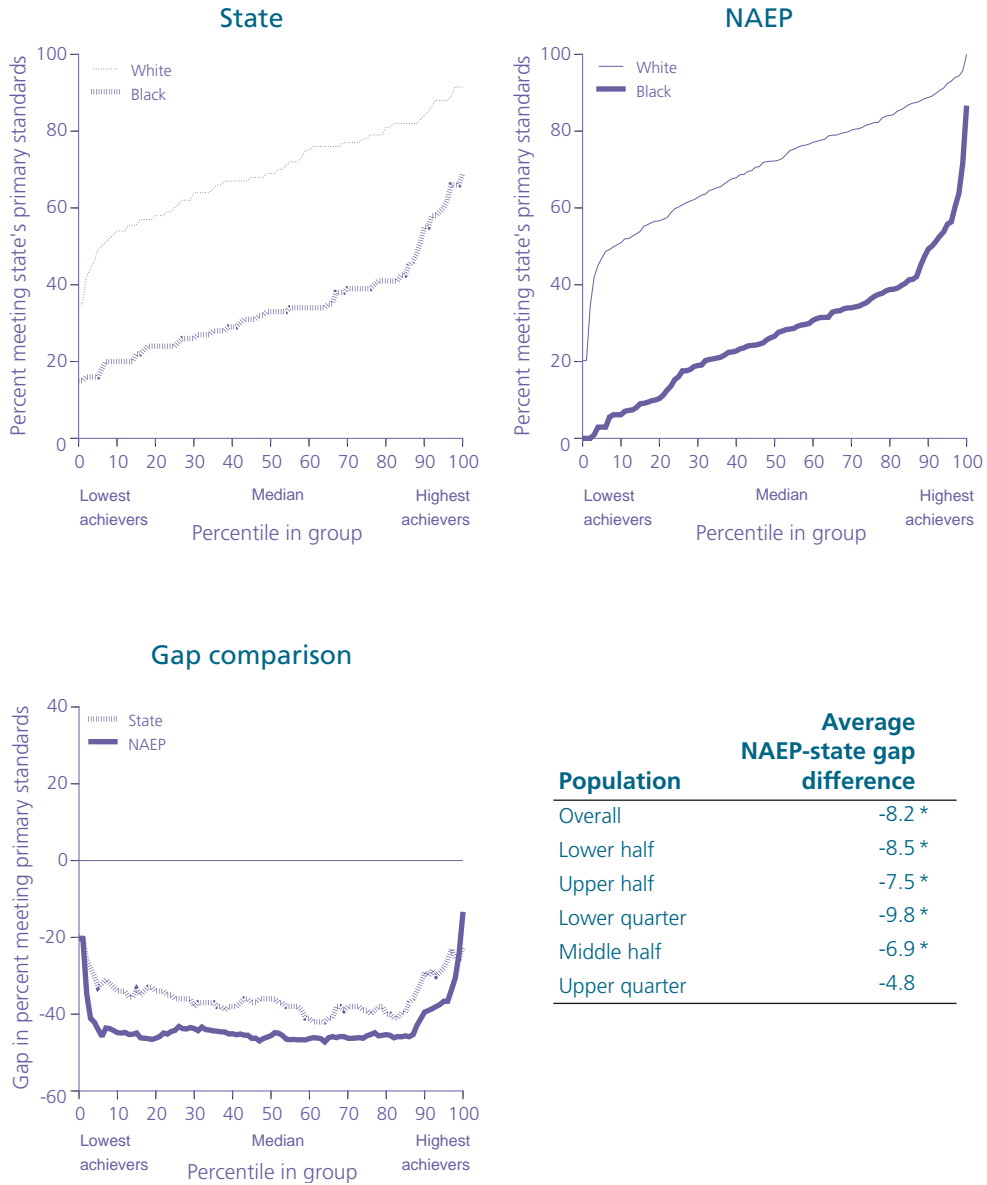 State
Percent meeting state's primary standards
100
80
60
40
20
0
White
Black
0 10 20 30 40 50 60 70 80 90 100
Lowest achievers
Median
Highest achievers
Percentile in group
NAEP
Percent meeting state's primary standards
100
80
60
40
20
0
White
Black
0 10 20 30 40 50 60 70 80 90 100
Lowest achievers
Median
Highest achievers
Percentile in group
Gap comparison
Gap in percent meeting primary standards
40
20
0
-20
-40
-60
State
NAEP
0 10 20 30 40 50 60 70 80 90 100
Lowest achievers
Median
Highest achievers
Percentile in group
Population Average NAEP-state gap difference
Overall -8.2 *
Lower half -8.5 *
Upper half -7.5 *
Lower quarter -9.8 *
Middle half -6.9 *
Upper quarter -4.8